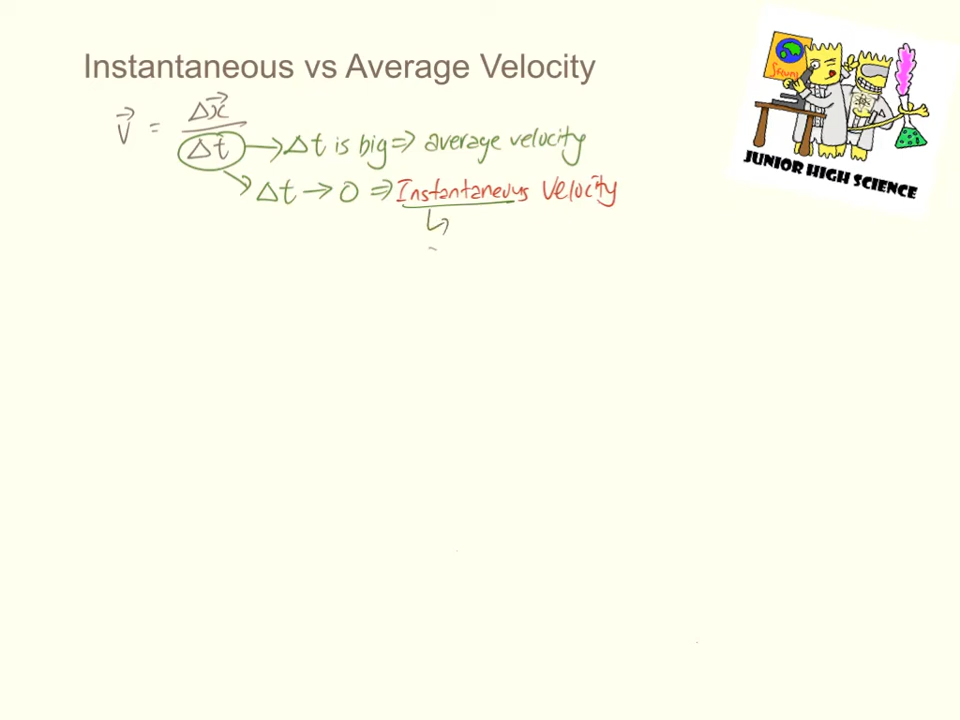 Instantaneous vs Average Velocity
V⃗ = Δx⃗ / Δt → Δt is big ⇒ average velocity
Δt → 0 ⇒ Instantaneous Velocity
JUNIOR HIGH SCIENCE